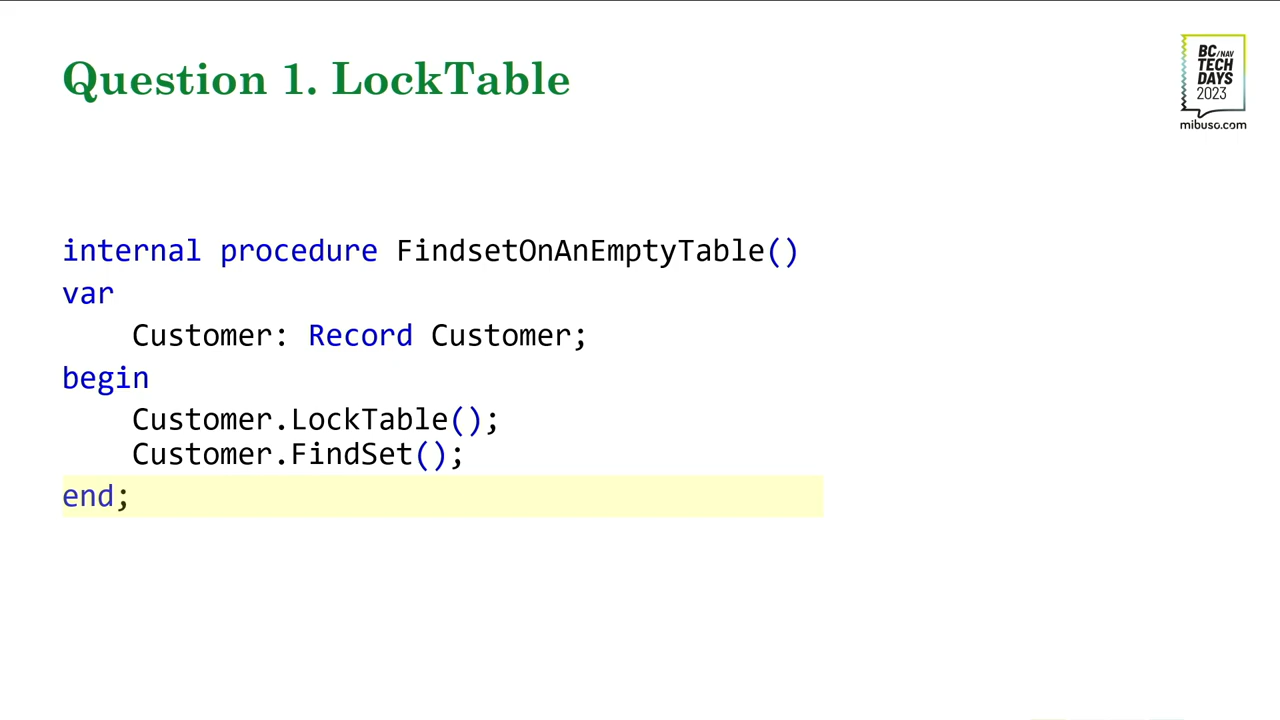 Question 1. LockTable
BC/NAV
TECH
DAYS
2023
mibuso.com
internal procedure FindsetOnAnEmptyTable()
var
    Customer: Record Customer;
begin
    Customer.LockTable();
    Customer.FindSet();
end;